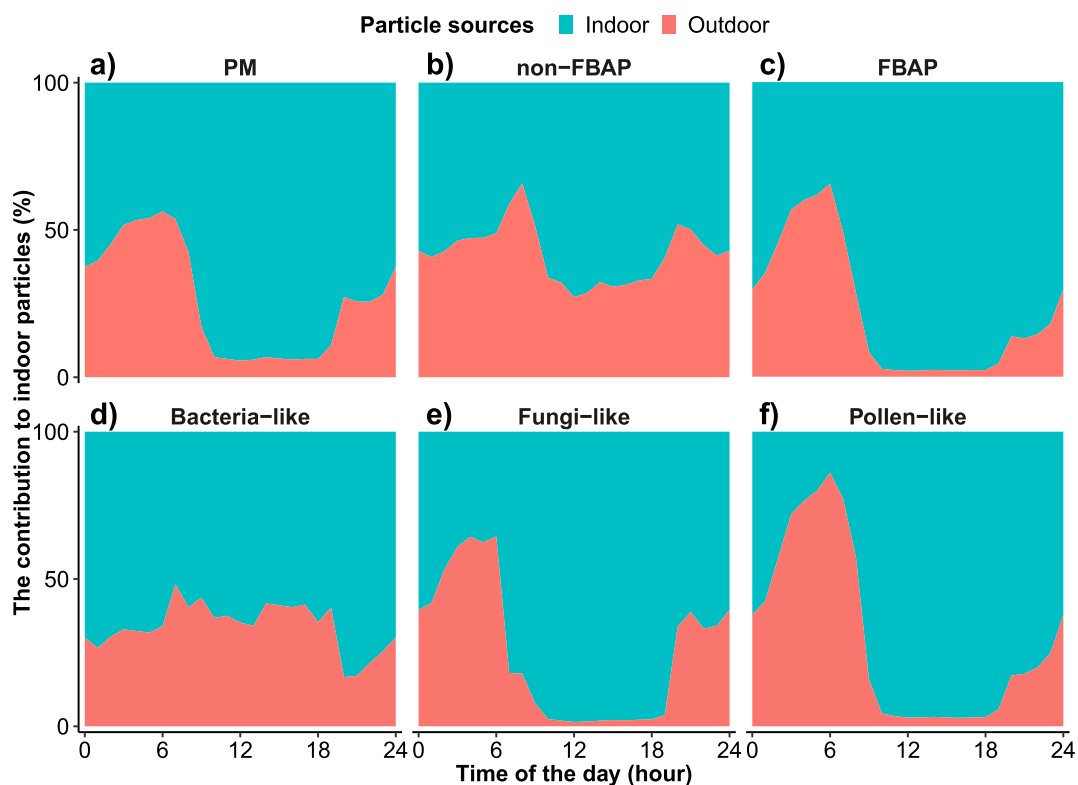 Particle sources Indoor Outdoor
a) PM b) non−FBAP c) FBAP
100
50
0
d) Bacteria−like e) Fungi−like f) Pollen−like
100
50
0
0 6 12 18 24 0 6 12 18 24 0 6 12 18 24
Time of the day (hour)
The contribution to indoor particles (%)